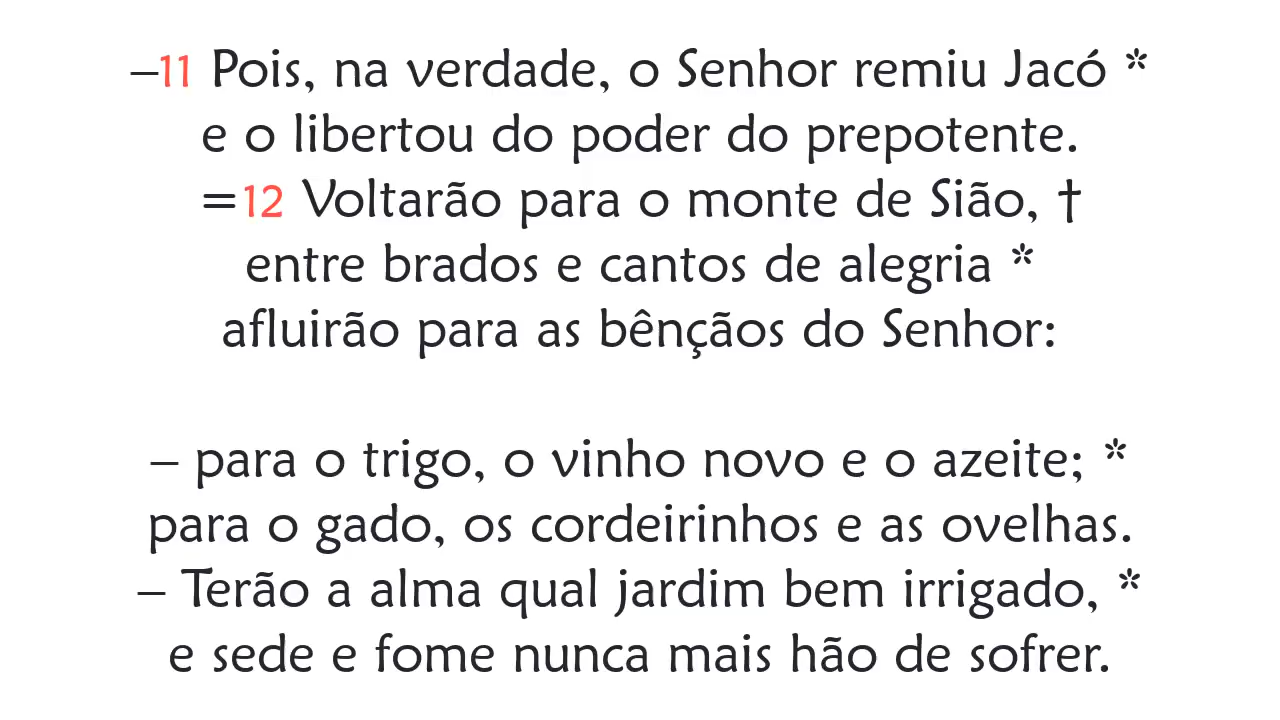 –11 Pois, na verdade, o Senhor remiu Jacó *
e o libertou do poder do prepotente.
=12 Voltarão para o monte de Sião, †
entre brados e cantos de alegria *
afluirão para as bênçãos do Senhor:
– para o trigo, o vinho novo e o azeite; *
para o gado, os cordeirinhos e as ovelhas.
– Terão a alma qual jardim bem irrigado, *
e sede e fome nunca mais hão de sofrer.